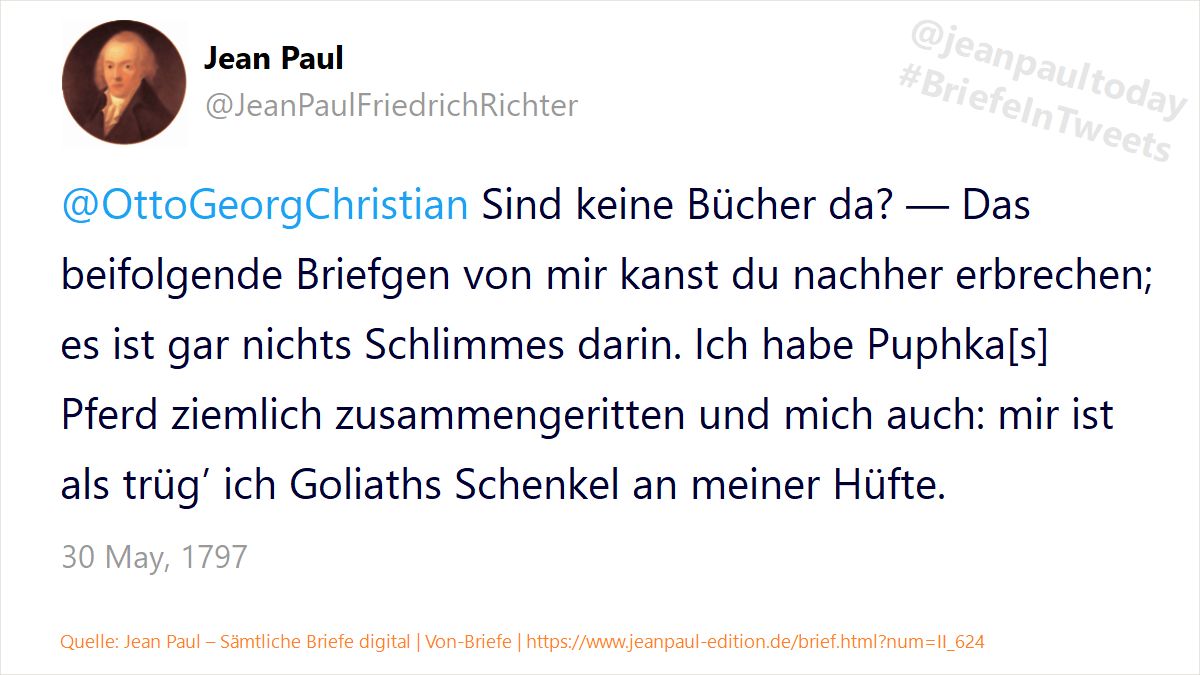 Jean Paul
@JeanPaulFriedrichRichter
@jeanpaultoday
#BriefeInTweets
@OttoGeorgChristian Sind keine Bücher da? — Das
beifolgende Briefgen von mir kanst du nachher erbrechen;
es ist gar nichts Schlimmes darin. Ich habe Puphka[s]
Pferd ziemlich zusammengeritten und mich auch: mir ist
als trüg’ ich Goliaths Schenkel an meiner Hüfte.
30 May, 1797
Quelle: Jean Paul – Sämtliche Briefe digital | Von-Briefe | https://www.jeanpaul-edition.de/brief.html?num=II_624